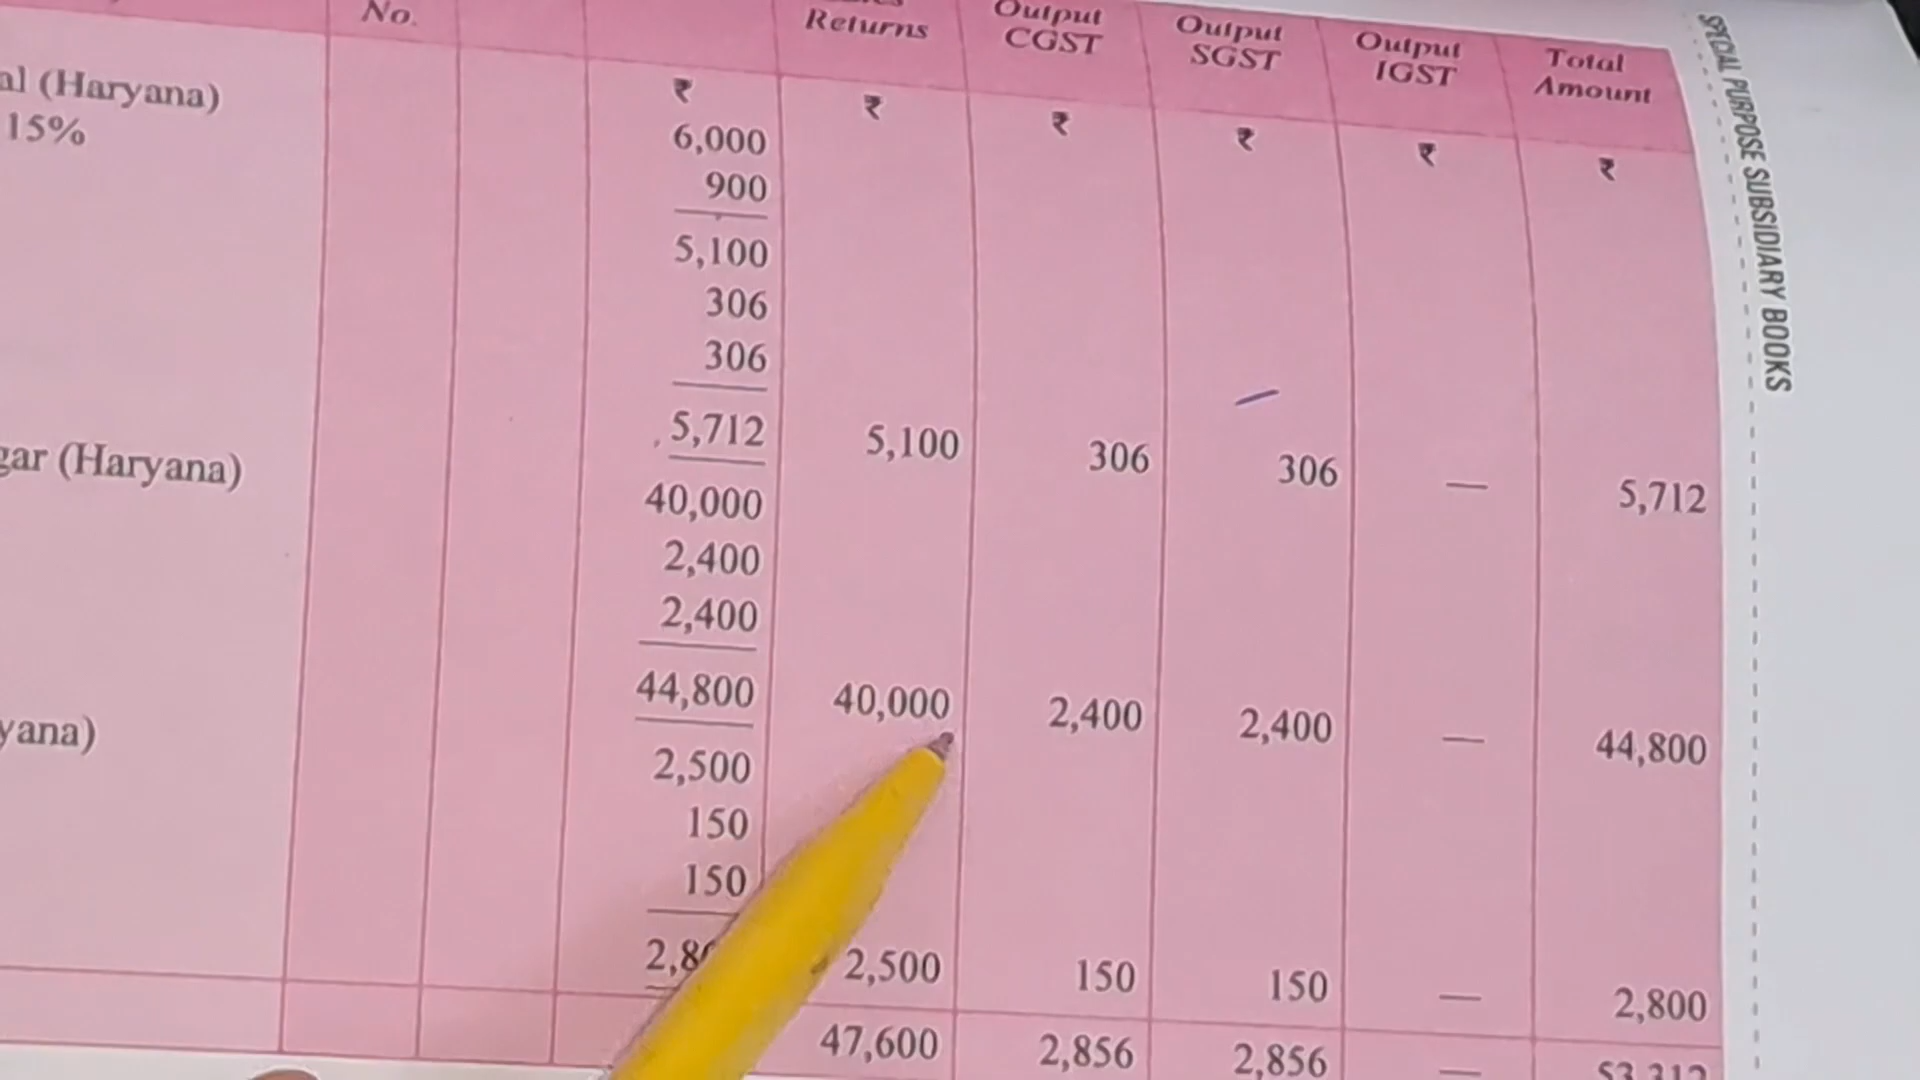 No. Returns Output CGST Output SGST Output IGST Total Amount
₹ ₹ ₹ ₹ ₹ ₹
(Haryana) 6,000
15% 900
5,100
306
306
5,712 5,100 306 306 — 5,712
(Haryana) 40,000
2,400
2,400
44,800 40,000 2,400 2,400 — 44,800
2,500
150
150
2,500 150 150 — 2,800
47,600 2,856 2,856 —
SPECIAL PURPOSE SUBSIDIARY BOOKS